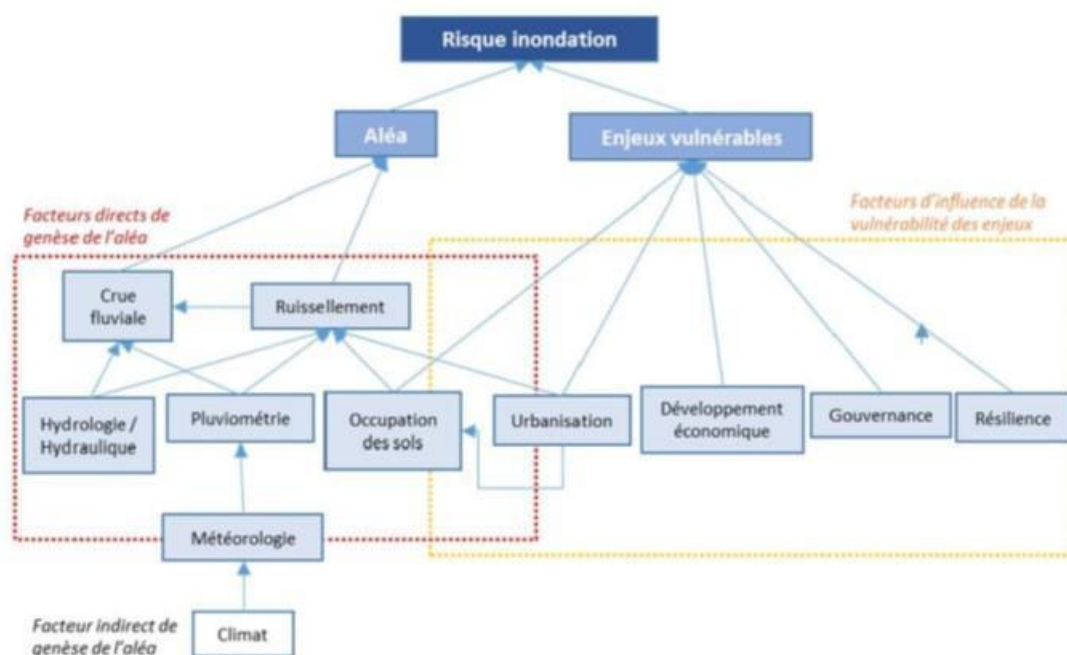 Risque inondation
Aléa
Enjeux vulnérables
Facteurs directs de
genèse de l'aléa
Facteurs d'influence de la
vulnérabilité des enjeux
Crue
fluviale
Ruissellement
Hydrologie /
Hydraulique
Pluviométrie
Occupation
des sols
Urbanisation
Développement
économique
Gouvernance
Résilience
Météorologie
Facteur indirect de
genèse de l'aléa
Climat